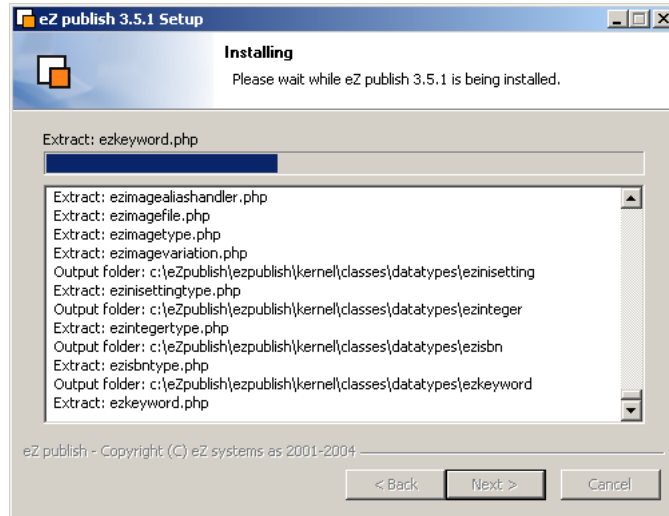 eZ publish 3.5.1 Setup
Installing
Please wait while eZ publish 3.5.1 is being installed.
Extract: ezkeyword.php
Extract: ezimagealiashandler.php
Extract: ezimagefile.php
Extract: ezimagetype.php
Extract: ezimagevariation.php
Output folder: c:\eZpublish\ezpublish\kernel\classes\datatypes\ezinisetting
Extract: ezinisettingtype.php
Output folder: c:\eZpublish\ezpublish\kernel\classes\datatypes\ezinteger
Extract: ezintegertype.php
Output folder: c:\eZpublish\ezpublish\kernel\classes\datatypes\ezisbn
Extract: ezisbntype.php
Output folder: c:\eZpublish\ezpublish\kernel\classes\datatypes\ezkeyword
Extract: ezkeyword.php
eZ publish - Copyright (C) eZ systems as 2001-2004
< Back Next > Cancel